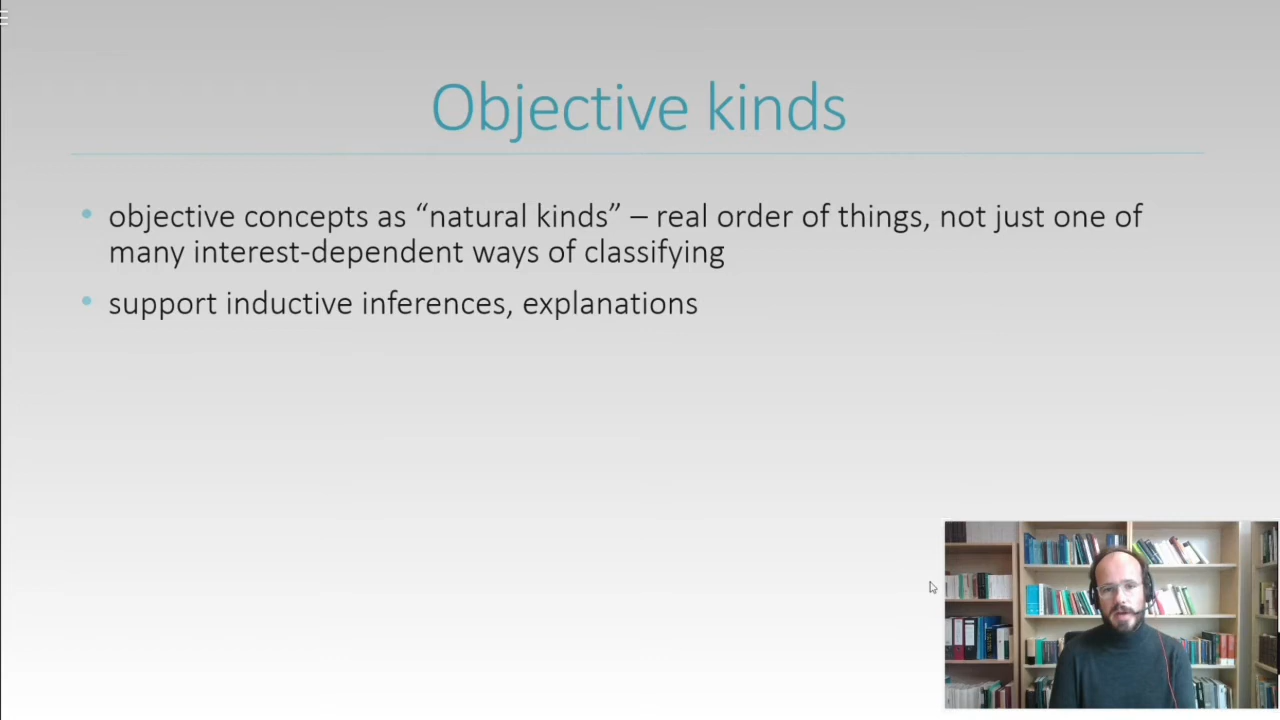 Objective kinds
• objective concepts as “natural kinds” – real order of things, not just one of
many interest-dependent ways of classifying
• support inductive inferences, explanations